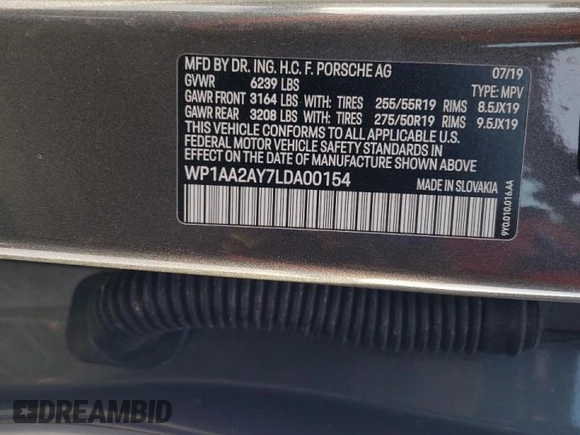 MFD BY DR. ING. H.C. F. PORSCHE AG 07/19
GVWR 6239 LBS TYPE: MPV
GAWR FRONT 3164 LBS WITH: TIRES 255/55R19 RIMS 8.5JX19
GAWR REAR 3208 LBS WITH: TIRES 275/50R19 RIMS 9.5JX19
THIS VEHICLE CONFORMS TO ALL APPLICABLE U.S.
FEDERAL MOTOR VEHICLE SAFETY STANDARDS IN
EFFECT ON THE DATE OF MANUFACTURE SHOWN ABOVE.
WP1AA2AY7LDA00154 MADE IN SLOVAKIA
9Y0.010.016.AA
DREAMBID